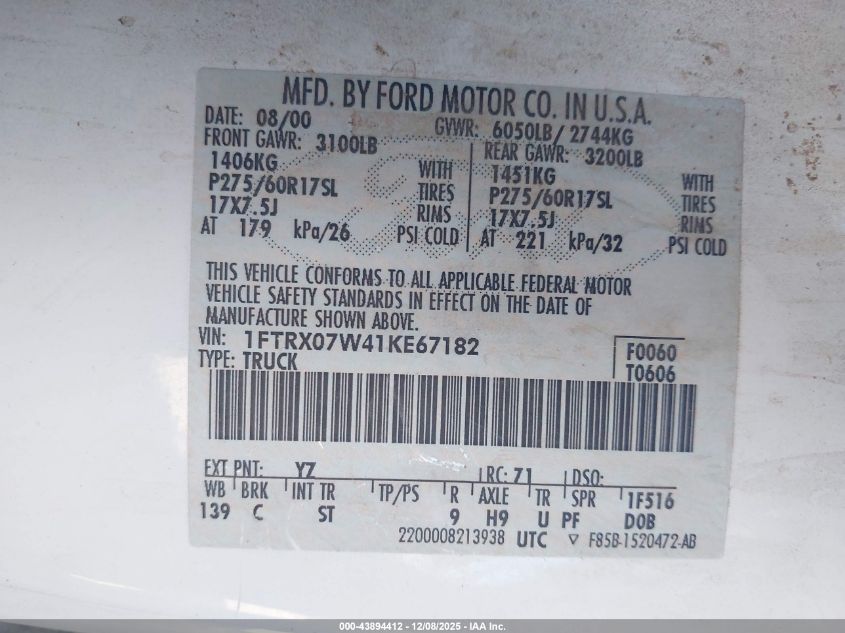 MFD. BY FORD MOTOR CO. IN U.S.A.
DATE: 08/00 GVWR: 6050LB/ 2744KG
FRONT GAWR: 3100LB REAR GAWR: 3200LB
1406KG WITH 1451KG WITH
P275/60R17SL TIRES P275/60R17SL TIRES
17X7.5J RIMS 17X7.5J RIMS
AT 179 kPa/26 PSI COLD AT 221 kPa/32 PSI COLD
THIS VEHICLE CONFORMS TO ALL APPLICABLE FEDERAL MOTOR
VEHICLE SAFETY STANDARDS IN EFFECT ON THE DATE OF
MANUFACTURE SHOWN ABOVE.
VIN: 1FTRX07W41KE67182 F0060
TYPE: TRUCK T0606
EXT PNT: YZ RC: 71 DSO:
WB BRK INT TR TP/PS R AXLE TR SPR 1F516
139 C ST 9 H9 U PF DOB
2200008213938 UTC ▽ F85B-1520472-AB
000-43894412 - 12/08/2025 - IAA Inc.